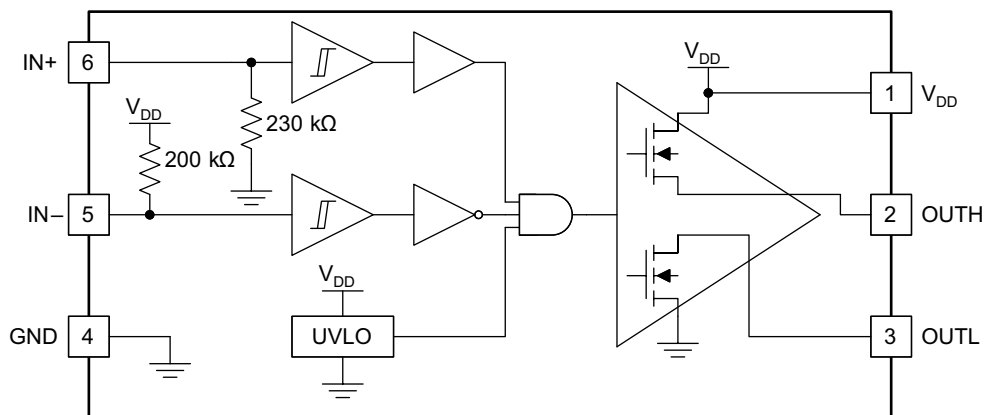 IN+
6
V_DD
1
V_DD
V_DD
230 kΩ
200 kΩ
IN–
5
2
OUTH
V_DD
GND
4
UVLO
3
OUTL